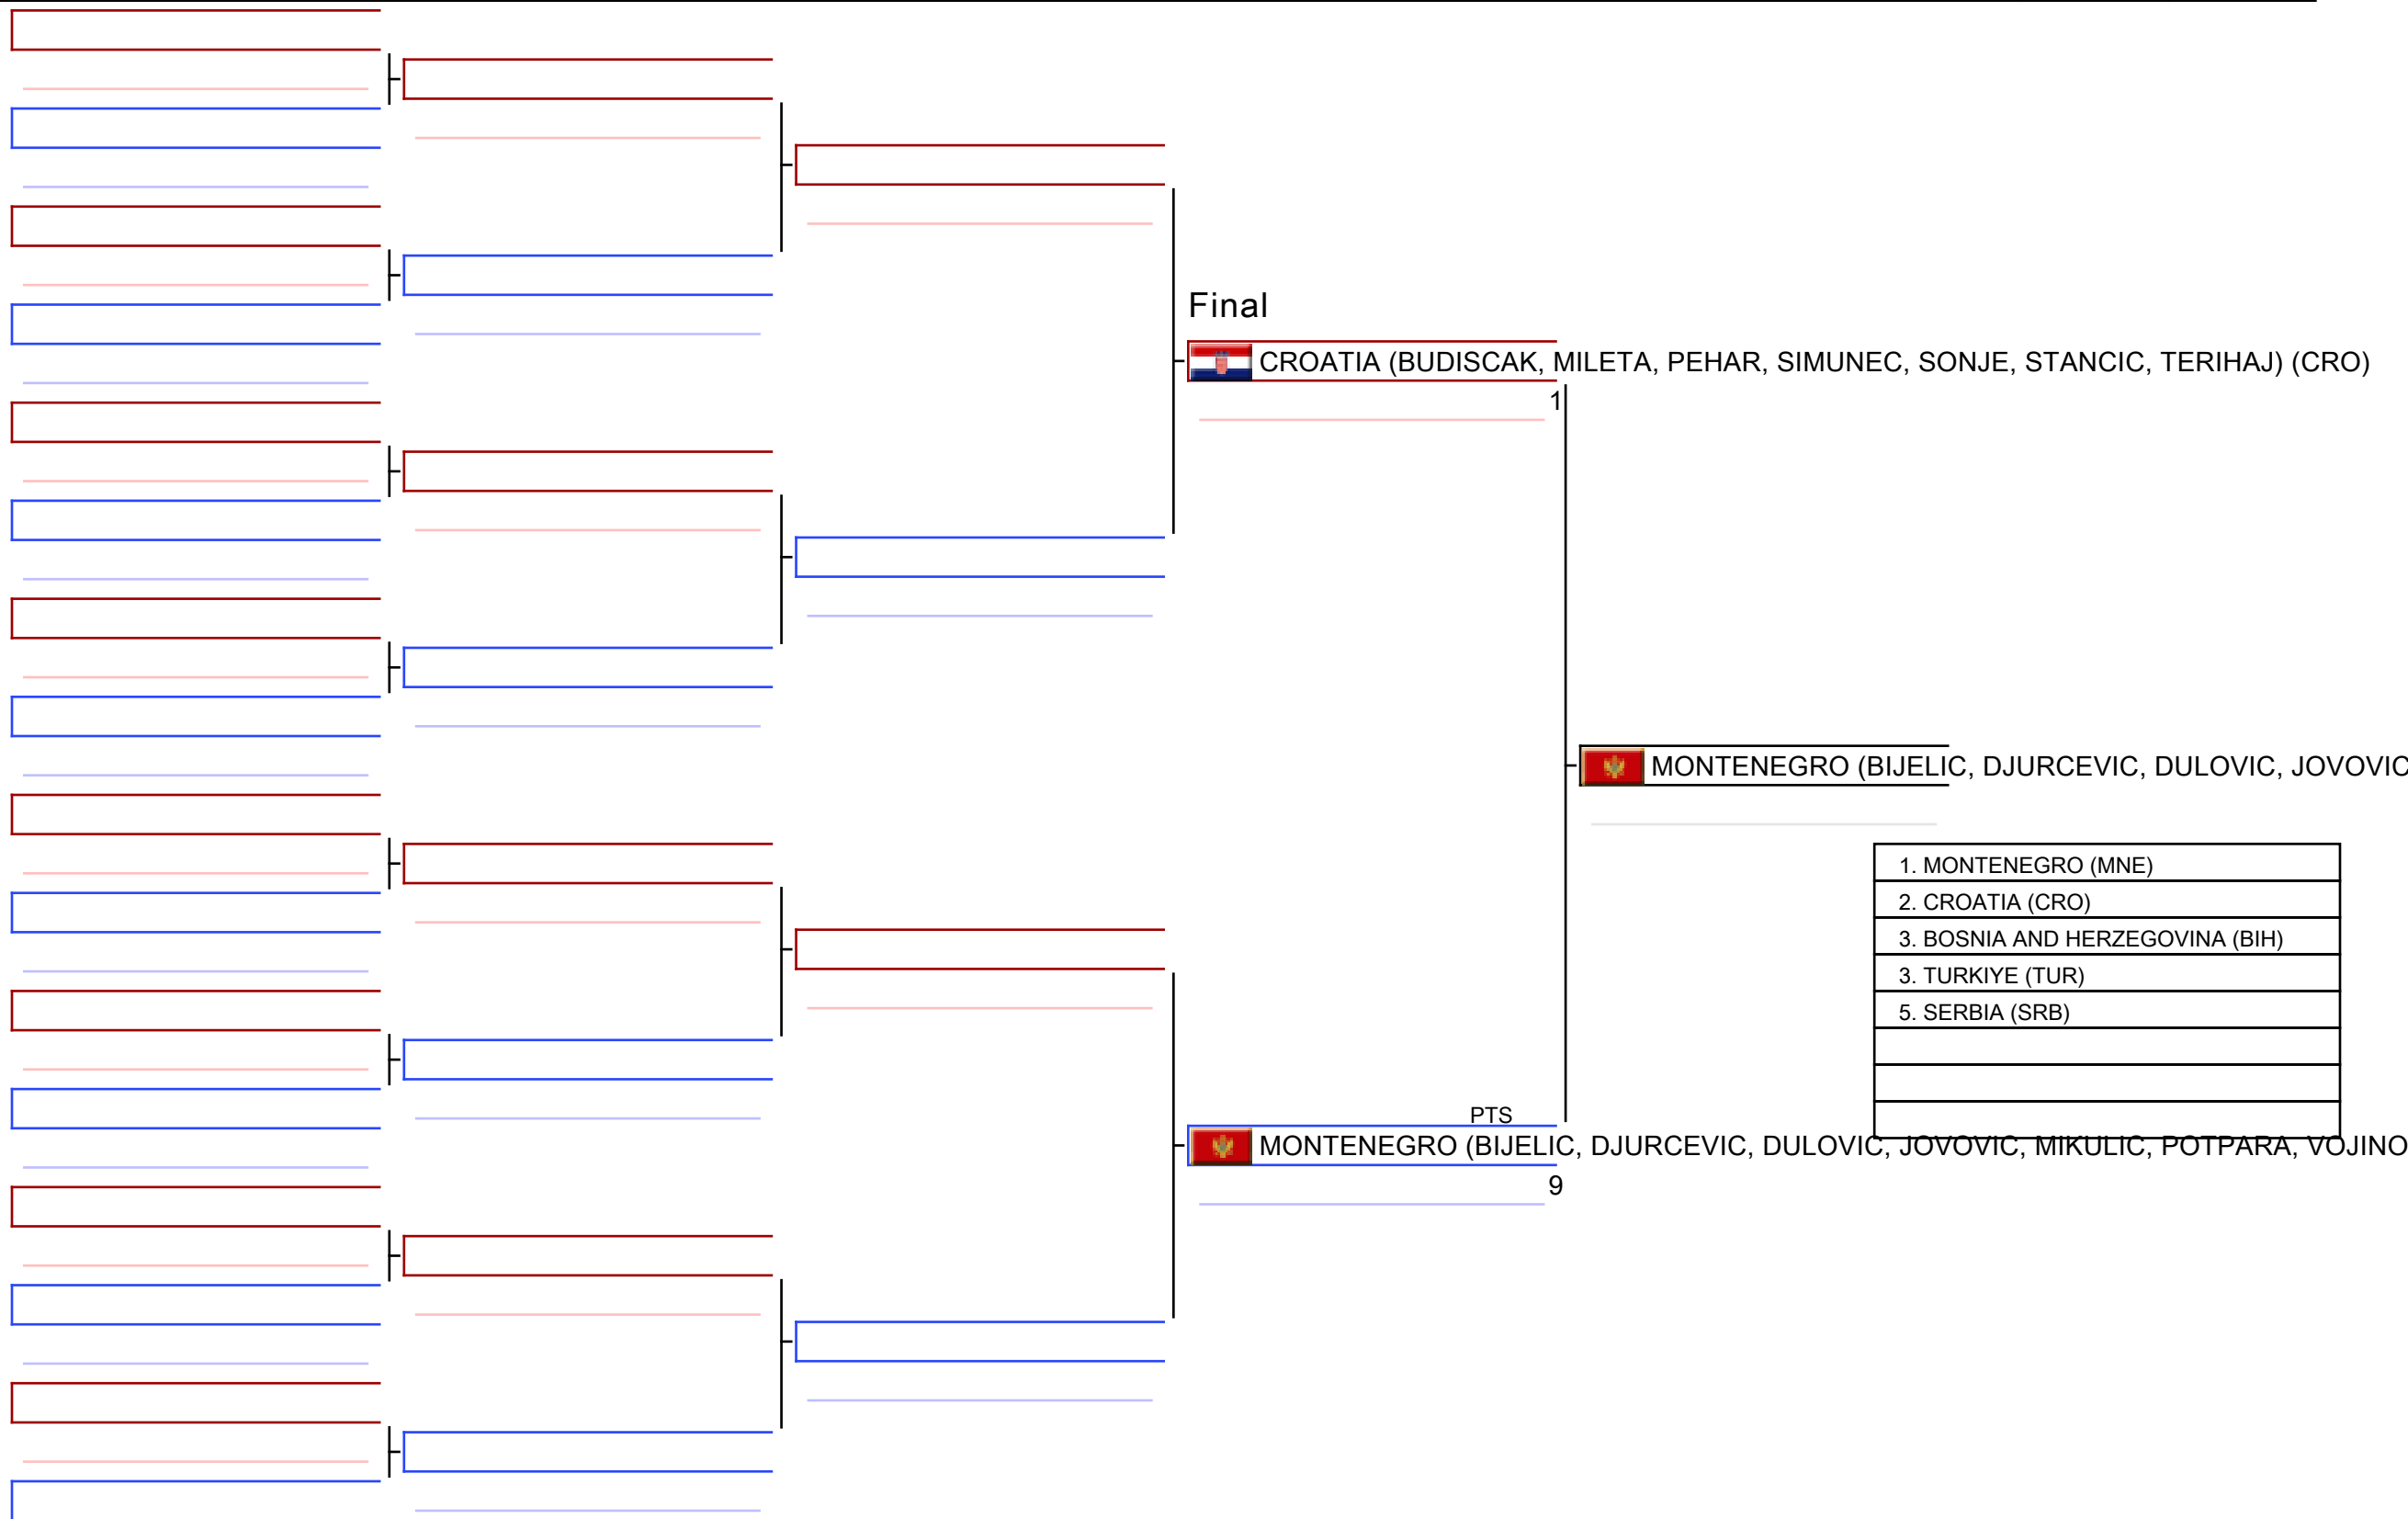 Final
CROATIA (BUDISCAK, MILETA, PEHAR, SIMUNEC, SONJE, STANCIC, TERIHAJ) (CRO)
1
MONTENEGRO (BIJELIC, DJURCEVIC, DULOVIC, JOVOVIC
1. MONTENEGRO (MNE)
2. CROATIA (CRO)
3. BOSNIA AND HERZEGOVINA (BIH)
3. TURKIYE (TUR)
5. SERBIA (SRB)
PTS
MONTENEGRO (BIJELIC, DJURCEVIC, DULOVIC, JOVOVIC, MIKULIC, POTPARA, VOJINO
9